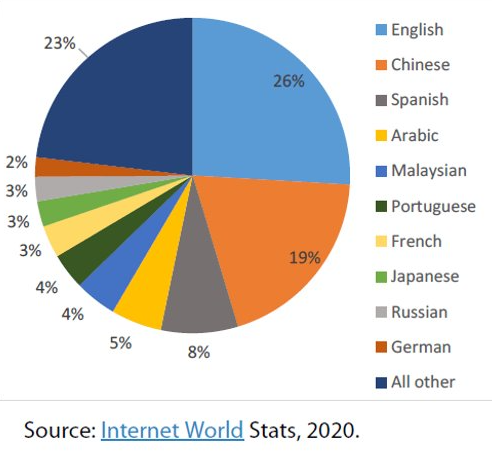 23%
26%
19%
8%
5%
4%
4%
3%
3%
3%
2%
English
Chinese
Spanish
Arabic
Malaysian
Portuguese
French
Japanese
Russian
German
All other
Source: Internet World Stats, 2020.